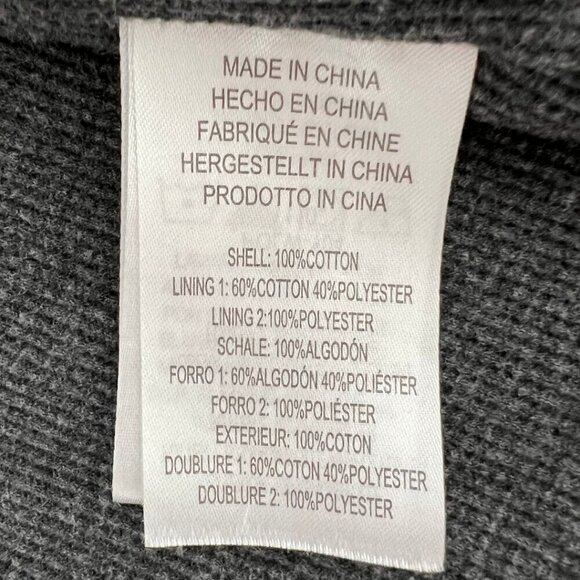 MADE IN CHINA
HECHO EN CHINA
FABRIQUÉ EN CHINE
HERGESTELLT IN CHINA
PRODOTTO IN CINA
SHELL: 100%COTTON
LINING 1: 60%COTTON 40%POLYESTER
LINING 2:100%POLYESTER
SCHALE: 100%ALGODÓN
FORRO 1: 60%ALGODÓN 40%POLIÉSTER
FORRO 2: 100%POLIÉSTER
EXTERIEUR: 100%COTON
DOUBLURE 1: 60%COTON 40%POLYESTER
DOUBLURE 2: 100%POLYESTER